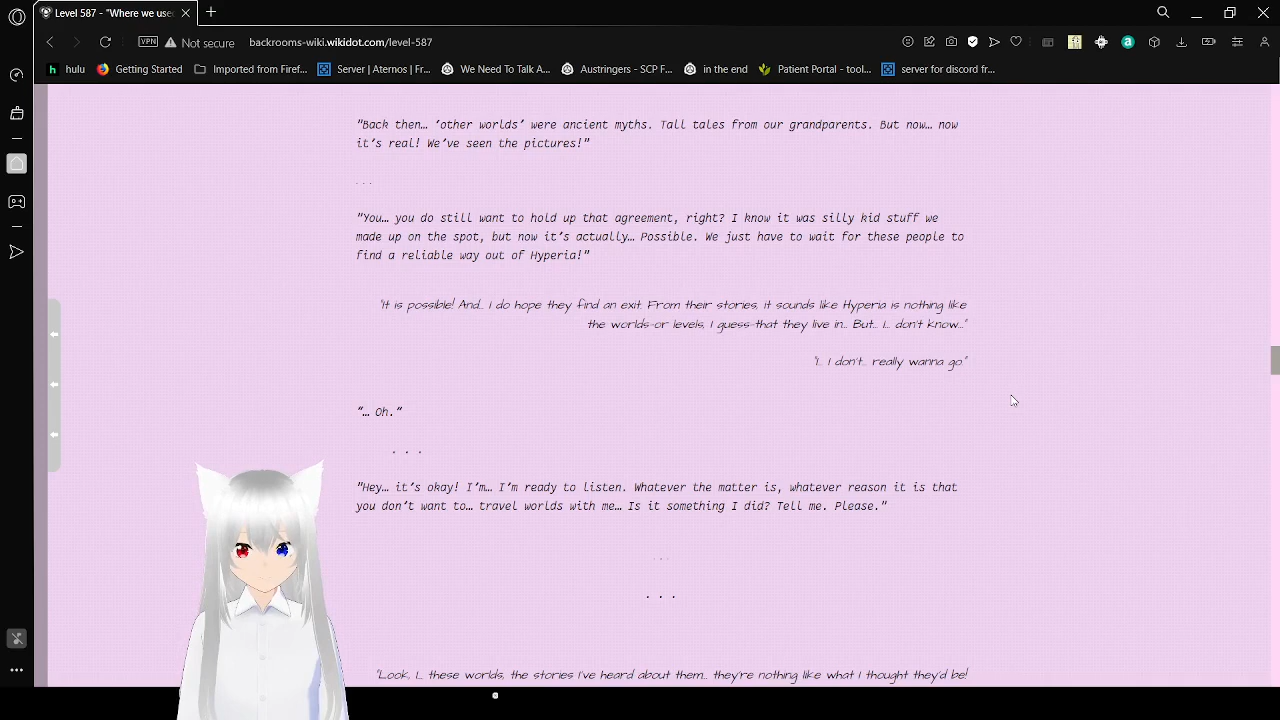 Level 587 - "Where we used
Not secure
backrooms-wiki.wikidot.com/level-587
VPN
hulu
Getting Started
Imported from Firef...
Server | Aternos | Fr...
We Need To Talk A...
Austringers - SCP F...
in the end
Patient Portal - tool...
server for discord fr...
"Back then… ‘other worlds’ were ancient myths. Tall tales from our grandparents. But now… now
it’s real! We’ve seen the pictures!"
. . .
"You… you do still want to hold up that agreement, right? I know it was silly kid stuff we
made up on the spot, but now it’s actually… Possible. We just have to wait for these people to
find a reliable way out of Hyperia!"
"It is possible! And… I do hope they find an exit. From their stories, it sounds like Hyperia is nothing like
the worlds-or levels, I guess-that they live in… But… I… don't know…"
"I… I don't… really wanna go."
"… Oh."
. . .
"Hey… it’s okay! I’m… I’m ready to listen. Whatever the matter is, whatever reason it is that
you don’t want to… travel worlds with me… Is it something I did? Tell me. Please."
. . .
. . .
"Look, I… these worlds, the stories I've heard about them… they're nothing like what I thought they'd be!